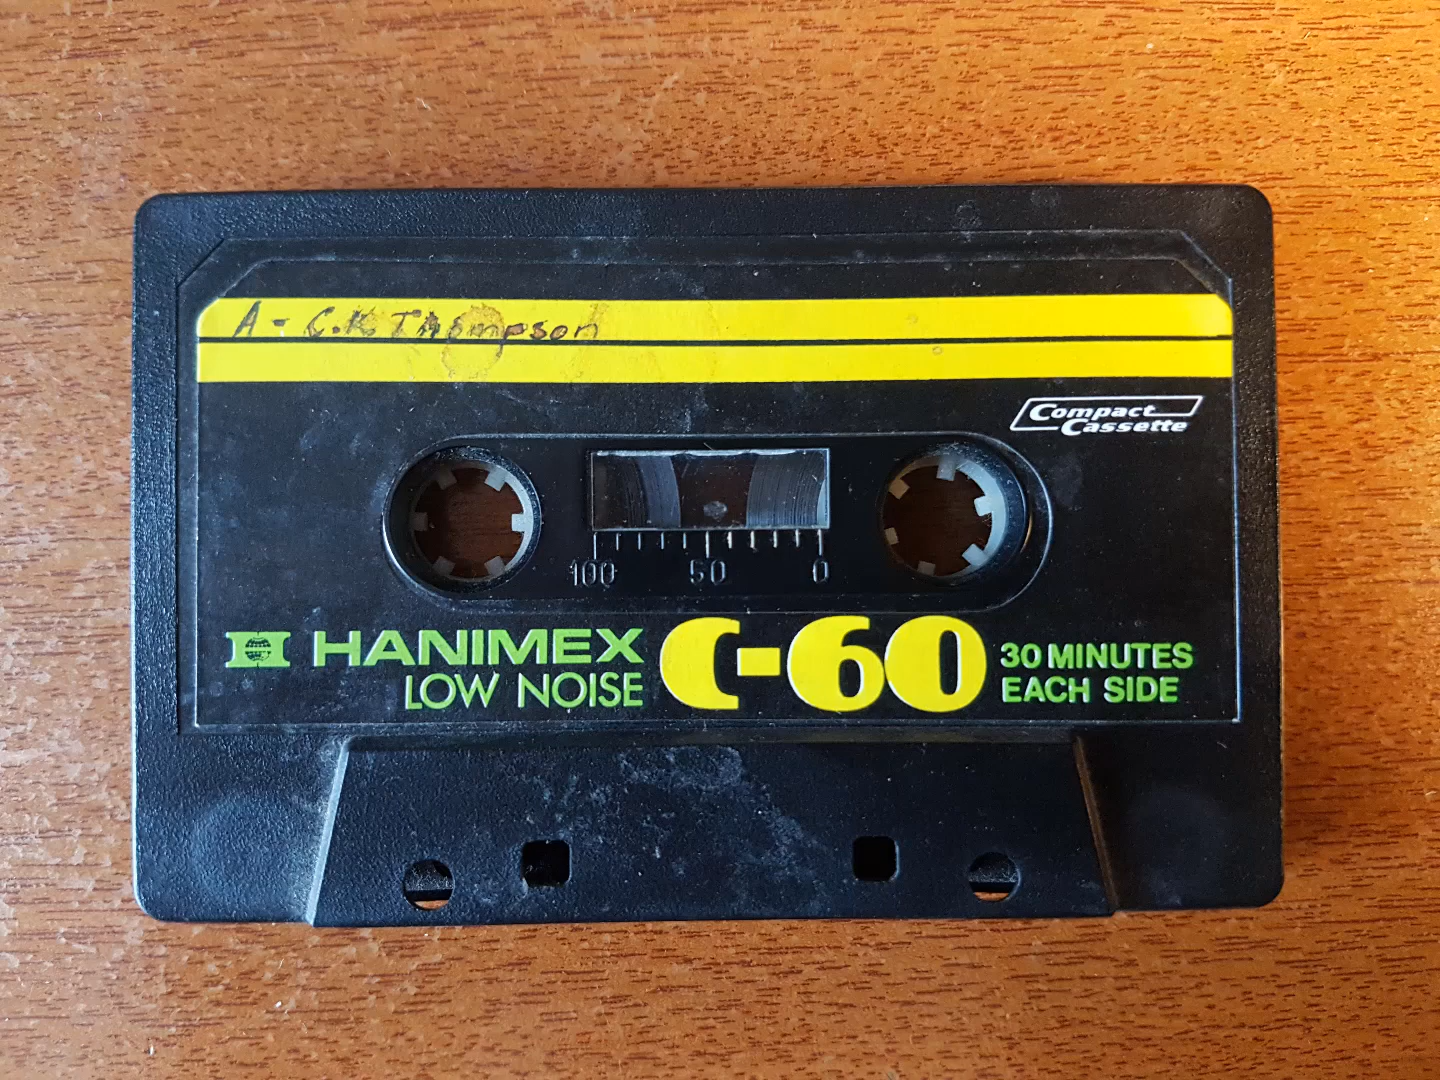 A - C.K Thompson
Compact
Cassette
100 50 0
HANIMEX C-60 30 MINUTES
LOW NOISE EACH SIDE